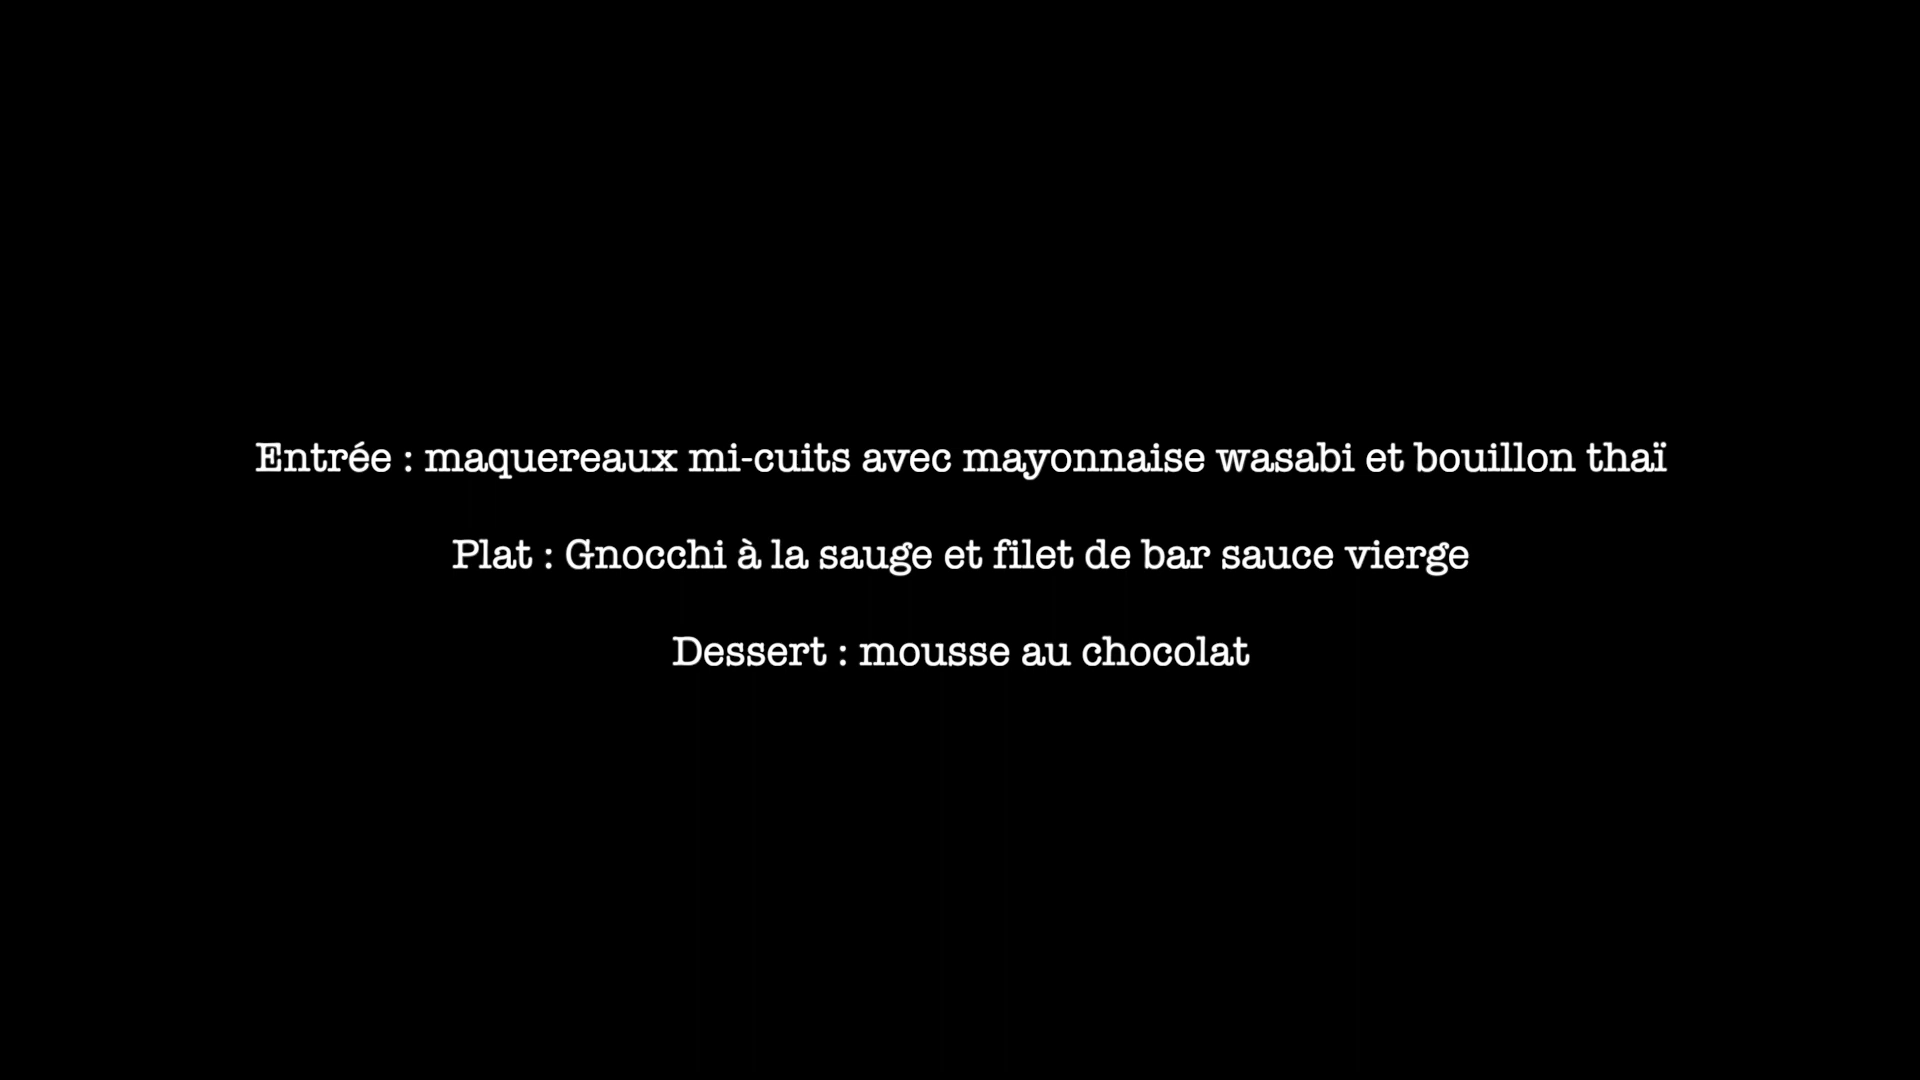 Entrée : maquereaux mi-cuits avec mayonnaise wasabi et bouillon thaï
Plat : Gnocchi à la sauge et filet de bar sauce vierge
Dessert : mousse au chocolat